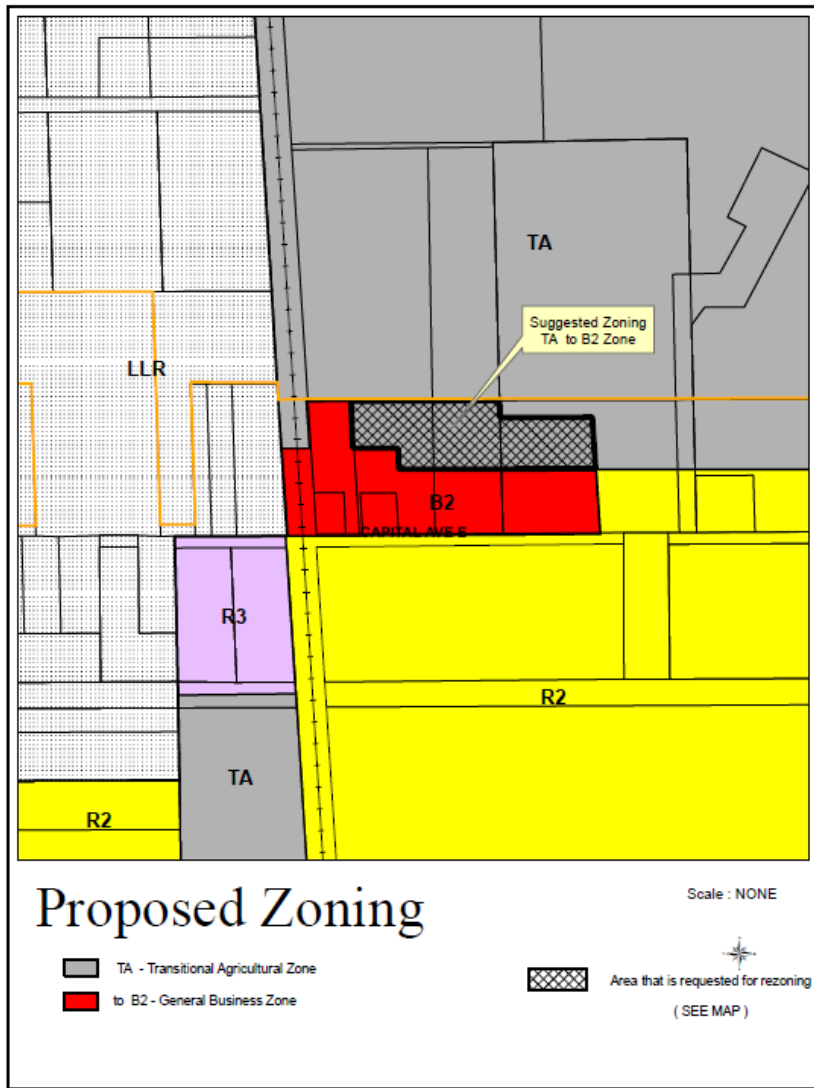 TA
Suggested Zoning
TA to B2 Zone
LLR
B2
CAPITAL AVE E
R3
R2
TA
R2
Proposed Zoning
Scale : NONE
TA - Transitional Agricultural Zone
to B2 - General Business Zone
Area that is requested for rezoning
( SEE MAP )